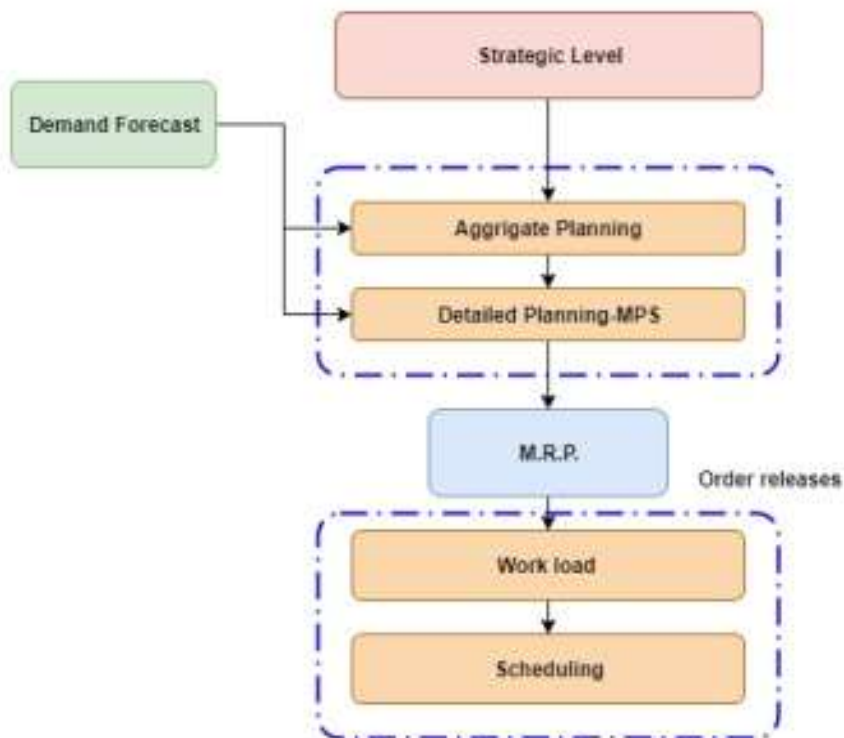 Strategic Level
Demand Forecast
Aggrigate Planning
Detailed Planning-MPS
M.R.P.
Order releases
Work load
Scheduling